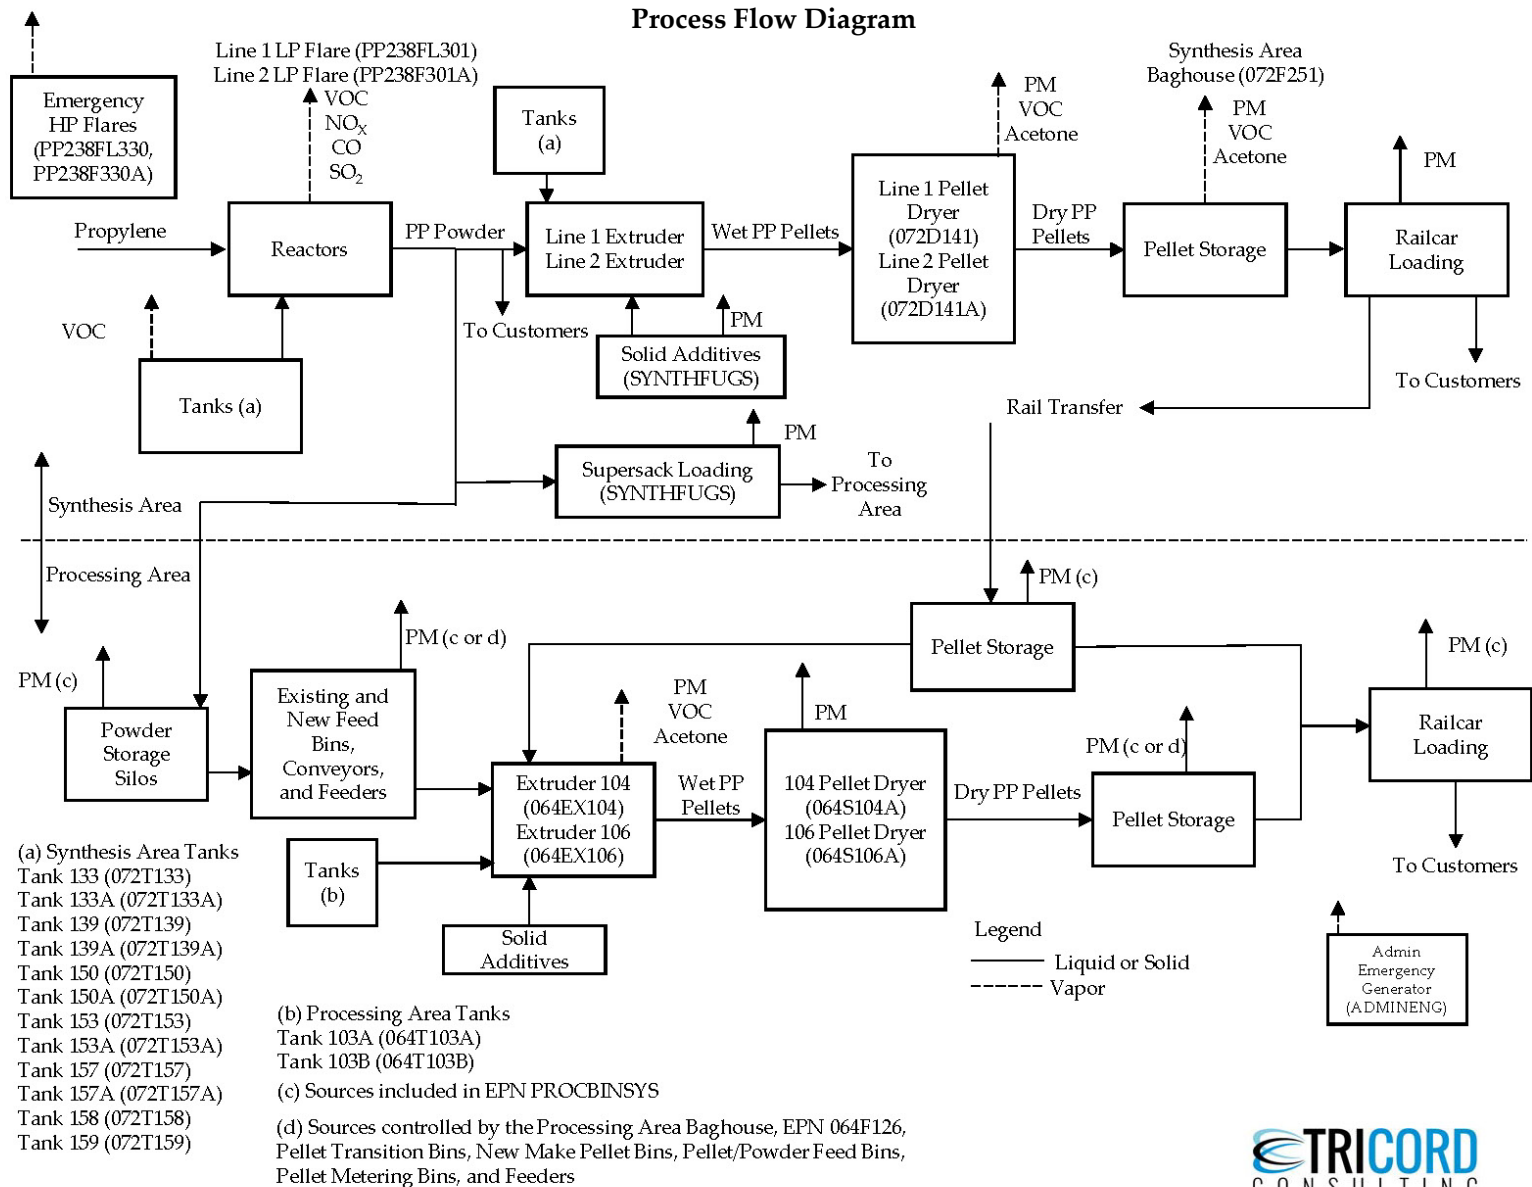 Process Flow Diagram
Line 1 LP Flare (PP238FL301)
Line 2 LP Flare (PP238F301A)
Synthesis Area
Baghouse (072F251)
Emergency
HP Flares
(PP238FL330,
PP238F330A)
VOC
NOX
CO
SO2
Tanks
(a)
PM
VOC
Acetone
PM
VOC
Acetone
PM
Propylene
Reactors
PP Powder
Line 1 Extruder
Line 2 Extruder
Wet PP Pellets
Line 1 Pellet
Dryer
(072D141)
Line 2 Pellet
Dryer
(072D141A)
Dry PP
Pellets
Pellet Storage
Railcar
Loading
VOC
To Customers
PM
Solid Additives
(SYNTHFUGS)
To Customers
Tanks (a)
Rail Transfer
PM
Supersack Loading
(SYNTHFUGS)
To
Processing
Area
Synthesis Area
Processing Area
PM (c)
PM (c or d)
Pellet Storage
PM (c)
PM (c)
Powder
Storage
Silos
Existing and
New Feed
Bins,
Conveyors,
and Feeders
PM
VOC
Acetone
PM
PM (c or d)
Railcar
Loading
Extruder 104
(064EX104)
Extruder 106
(064EX106)
Wet PP
Pellets
104 Pellet Dryer
(064S104A)
106 Pellet Dryer
(064S106A)
Dry PP Pellets
Pellet Storage
To Customers
Tanks
(b)
Solid
Additives
Legend
Liquid or Solid
Vapor
Admin
Emergency
Generator
(ADMINENG)
(a) Synthesis Area Tanks
Tank 133 (072T133)
Tank 133A (072T133A)
Tank 139 (072T139)
Tank 139A (072T139A)
Tank 150 (072T150)
Tank 150A (072T150A)
Tank 153 (072T153)
Tank 153A (072T153A)
Tank 157 (072T157)
Tank 157A (072T157A)
Tank 158 (072T158)
Tank 159 (072T159)
(b) Processing Area Tanks
Tank 103A (064T103A)
Tank 103B (064T103B)
(c) Sources included in EPN PROCBINSYS
(d) Sources controlled by the Processing Area Baghouse, EPN 064F126,
Pellet Transition Bins, New Make Pellet Bins, Pellet/Powder Feed Bins,
Pellet Metering Bins, and Feeders
TRICORD
CONSULTING